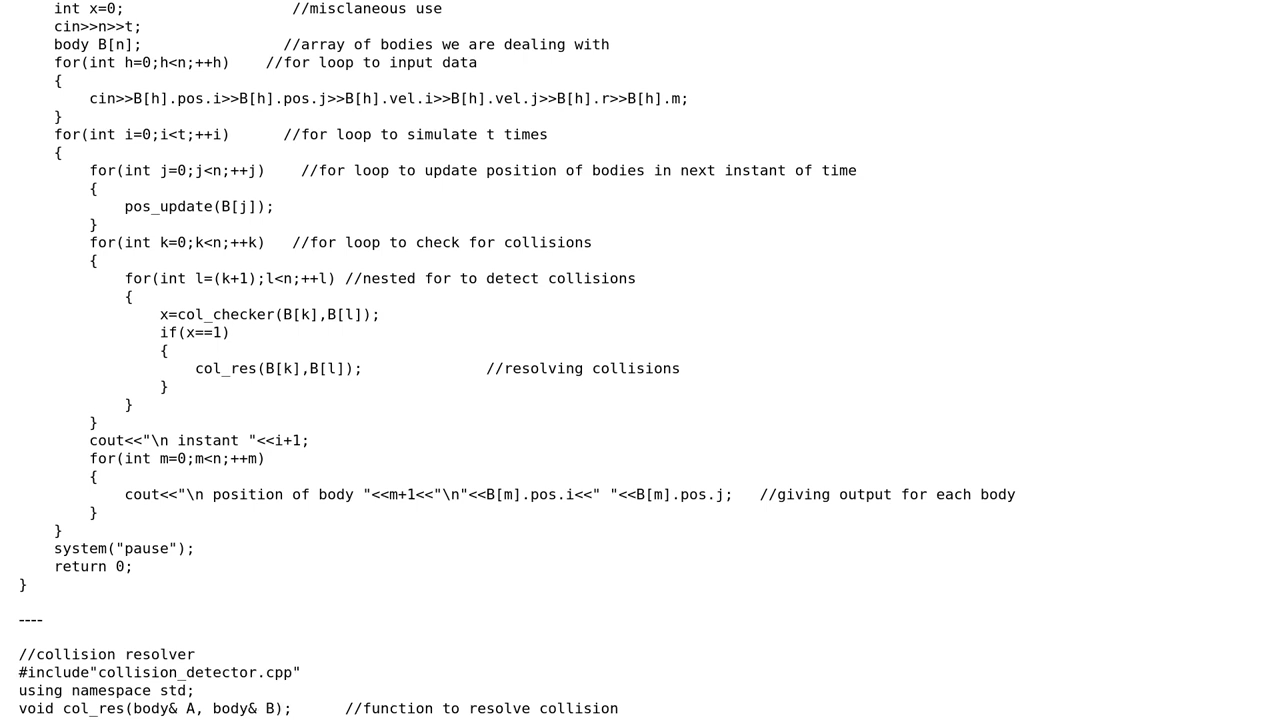 int x=0;                   //misclaneous use
    cin>>n>>t;
    body B[n];                //array of bodies we are dealing with
    for(int h=0;h<n;++h)    //for loop to input data
    {
        cin>>B[h].pos.i>>B[h].pos.j>>B[h].vel.i>>B[h].vel.j>>B[h].r>>B[h].m;
    }
    for(int i=0;i<t;++i)      //for loop to simulate t times
    {
        for(int j=0;j<n;++j)    //for loop to update position of bodies in next instant of time
        {
            pos_update(B[j]);
        }
        for(int k=0;k<n;++k)   //for loop to check for collisions
        {
            for(int l=(k+1);l<n;++l) //nested for to detect collisions
            {
                x=col_checker(B[k],B[l]);
                if(x==1)
                {
                    col_res(B[k],B[l]);              //resolving collisions
                }
            }
        }
        cout<<"\n instant "<<i+1;
        for(int m=0;m<n;++m)
        {
            cout<<"\n position of body "<<m+1<<"\n"<<B[m].pos.i<<" "<<B[m].pos.j;   //giving output for each body
        }
    }
    system("pause");
    return 0;
}

----

//collision resolver
#include"collision_detector.cpp"
using namespace std;
void col_res(body& A, body& B);      //function to resolve collision